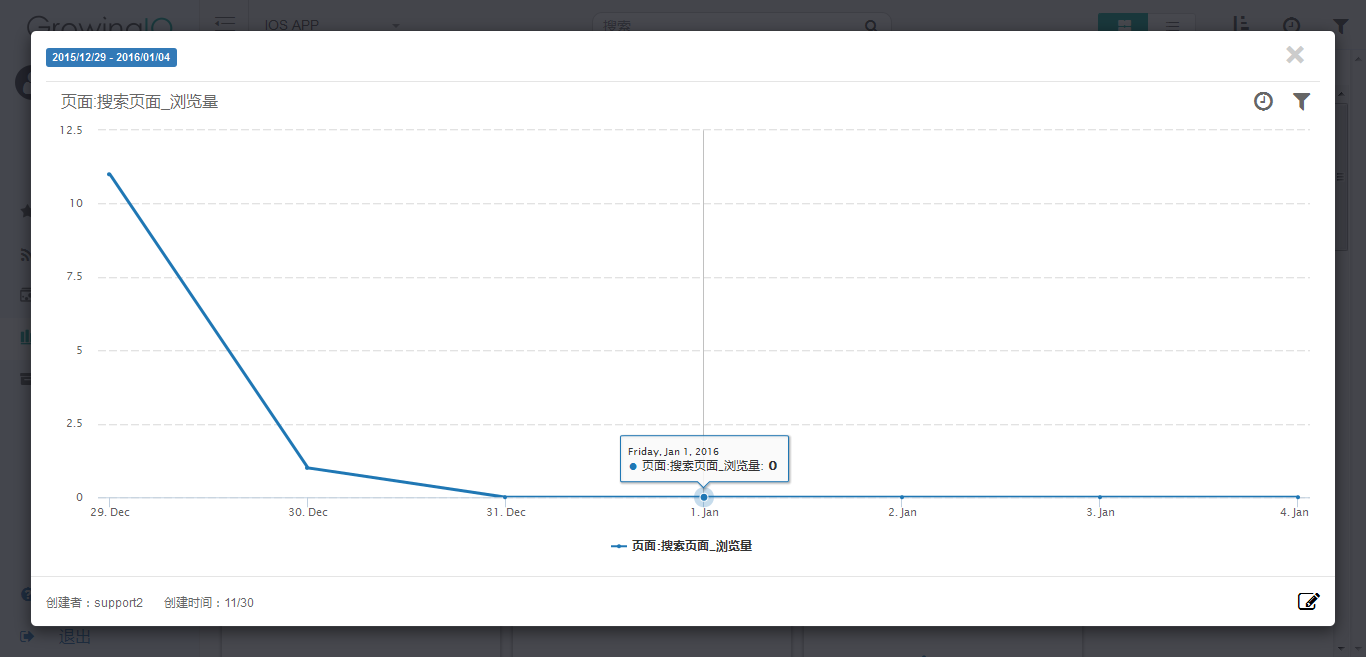 GrowingIO
IOS APP
搜索
2015/12/29 - 2016/01/04
页面:搜索页面_浏览量
12.5
10
7.5
5
2.5
0
Friday, Jan 1, 2016
页面:搜索页面_浏览量: 0
29. Dec
30. Dec
31. Dec
1. Jan
2. Jan
3. Jan
4. Jan
页面:搜索页面_浏览量
创建者：support2
创建时间：11/30
退出